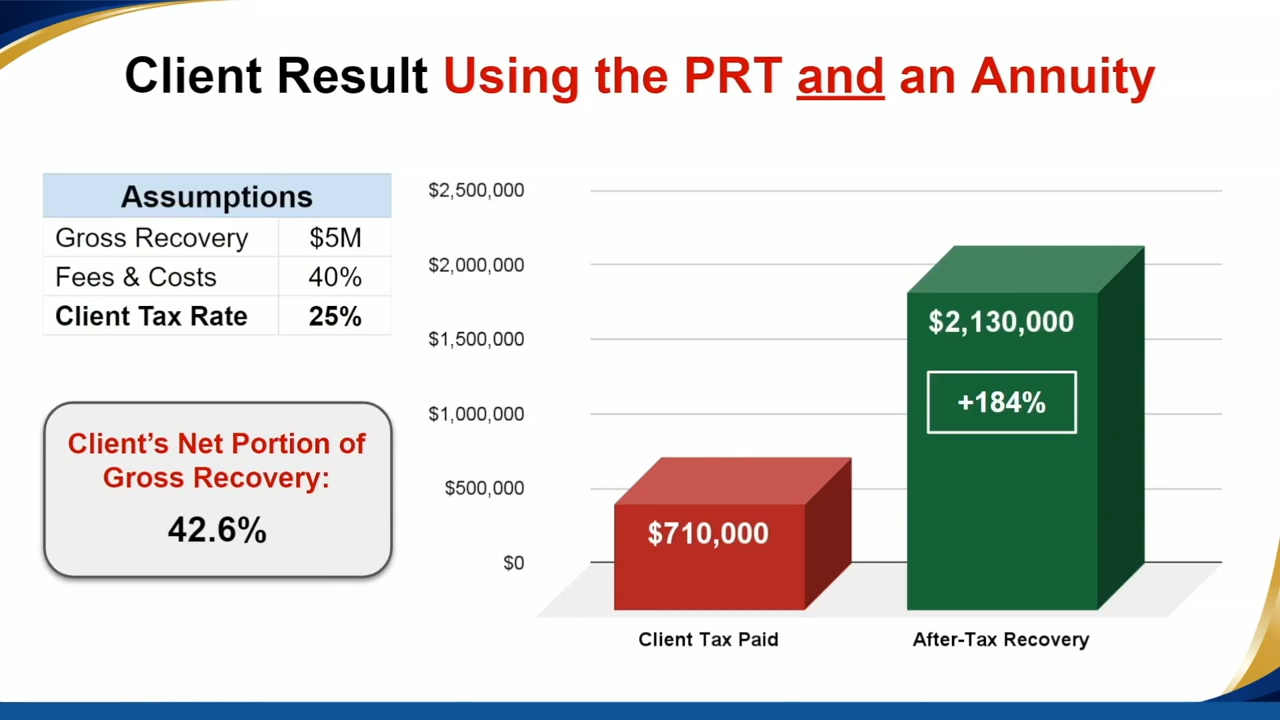 Client Result Using the PRT and an Annuity
Assumptions
Gross Recovery $5M
Fees & Costs 40%
Client Tax Rate 25%
Client's Net Portion of
Gross Recovery:
42.6%
$2,500,000
$2,000,000
$1,500,000
$1,000,000
$500,000
$0
$710,000
$2,130,000
+184%
Client Tax Paid
After-Tax Recovery